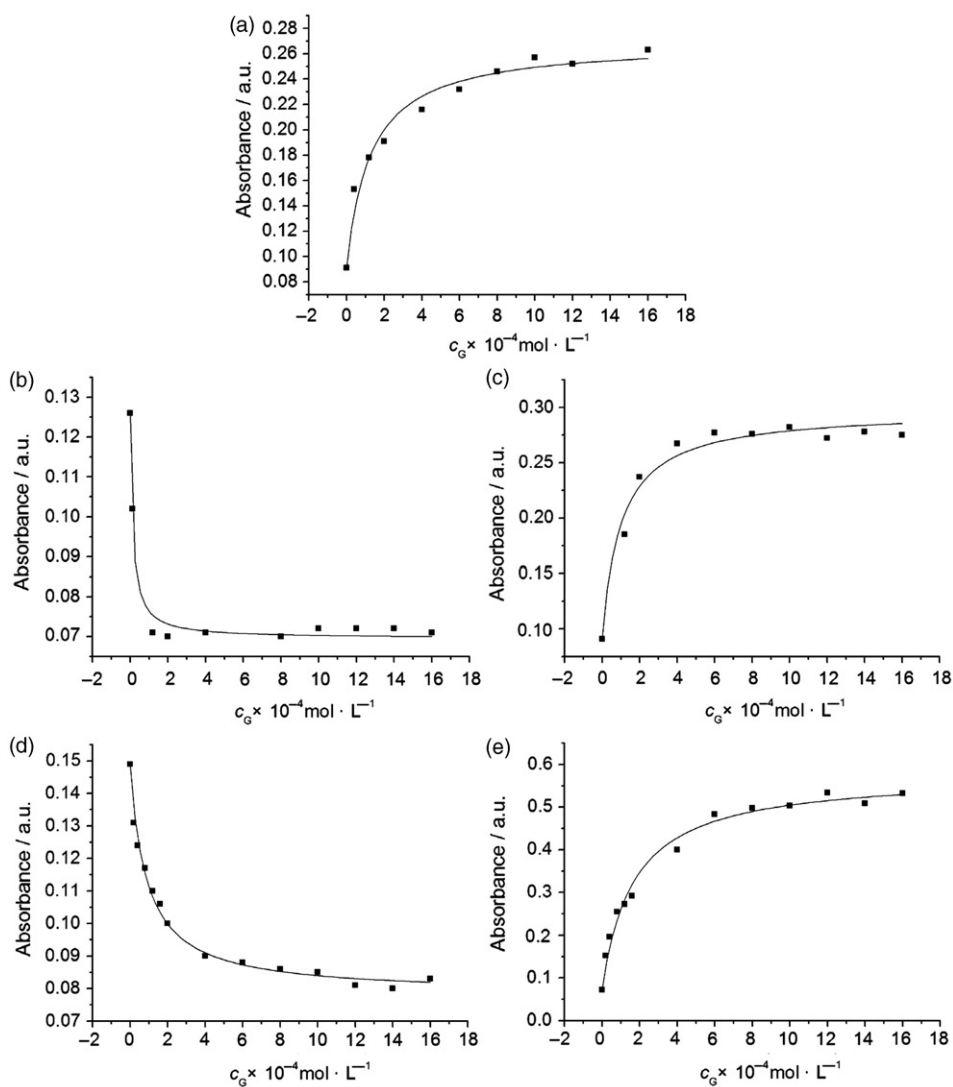 (a)
Absorbance / a.u.
0.28
0.26
0.24
0.22
0.20
0.18
0.16
0.14
0.12
0.10
0.08
−2 0 2 4 6 8 10 12 14 16 18
cG× 10−4mol · L−1
(b)
Absorbance / a.u.
0.13
0.12
0.11
0.10
0.09
0.08
0.07
−2 0 2 4 6 8 10 12 14 16 18
cG× 10−4mol · L−1
(c)
Absorbance / a.u.
0.30
0.25
0.20
0.15
0.10
−2 0 2 4 6 8 10 12 14 16 18
cG× 10−4mol · L−1
(d)
Absorbance / a.u.
0.15
0.14
0.13
0.12
0.11
0.10
0.09
0.08
0.07
−2 0 2 4 6 8 10 12 14 16 18
cG× 10−4mol · L−1
(e)
Absorbance / a.u.
0.6
0.5
0.4
0.3
0.2
0.1
0.0
−2 0 2 4 6 8 10 12 14 16 18
cG× 10−4mol · L−1